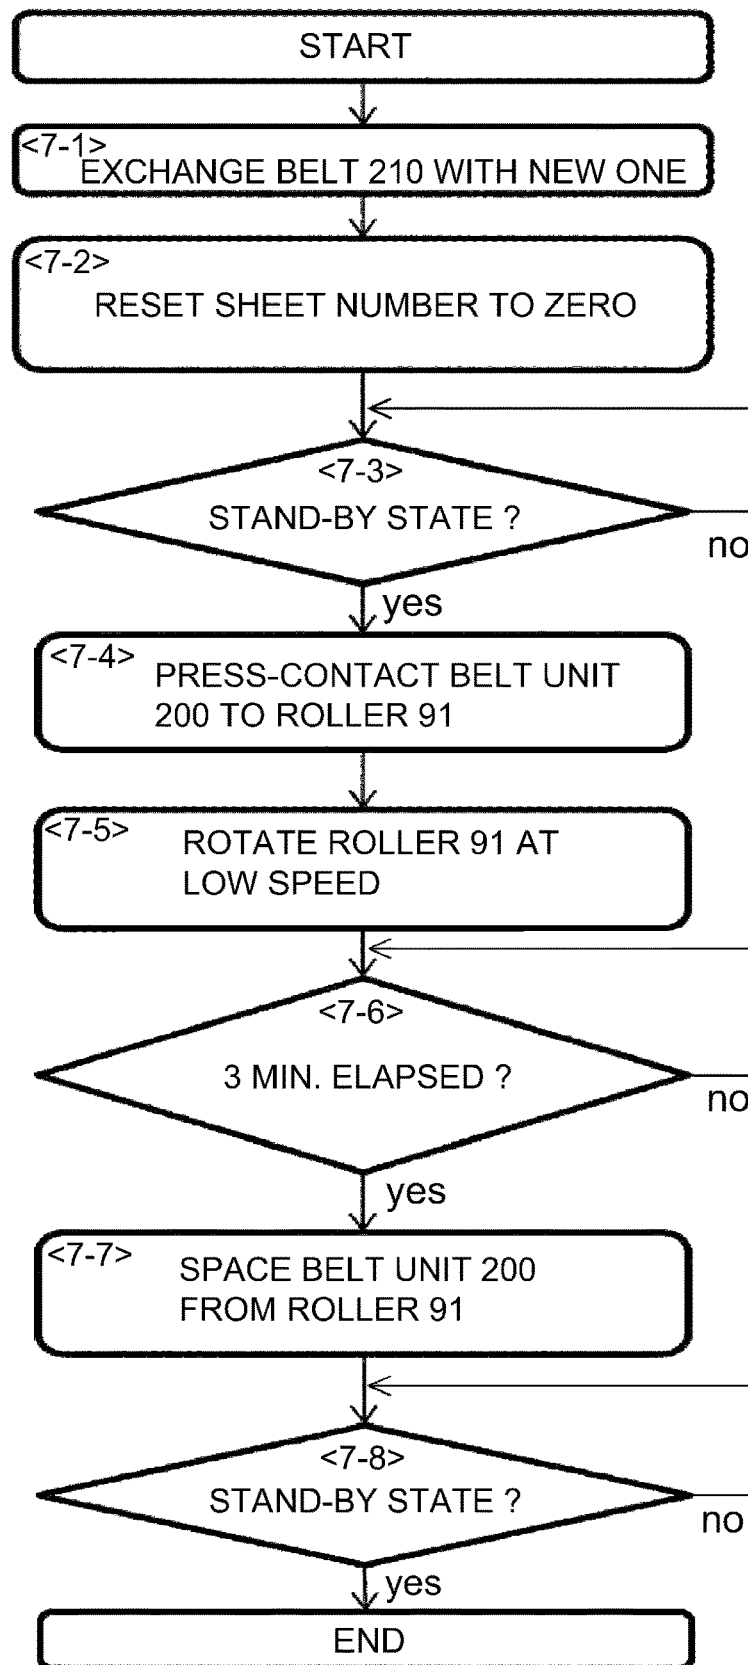 START
<7-1>
EXCHANGE BELT 210 WITH NEW ONE
<7-2>
RESET SHEET NUMBER TO ZERO
<7-3>
STAND-BY STATE ?
no
yes
<7-4>
PRESS-CONTACT BELT UNIT
200 TO ROLLER 91
<7-5>
ROTATE ROLLER 91 AT
LOW SPEED
<7-6>
3 MIN. ELAPSED ?
no
yes
<7-7>
SPACE BELT UNIT 200
FROM ROLLER 91
<7-8>
STAND-BY STATE ?
no
yes
END